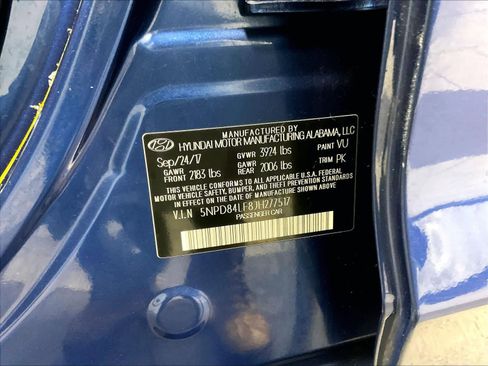 MANUFACTURED BY
HYUNDAI MOTOR MANUFACTURING ALABAMA, LLC
Sep/24/17 GVWR 3924 lbs PAINT VU
GAWR FRONT 2183 lbs GAWR REAR 2006 lbs TRIM PK
THIS VEHICLE CONFORMS TO ALL APPLICABLE FEDERAL
MOTOR VEHICLE SAFETY, BUMPER, AND THEFT PREVENTION
STANDARDS IN EFFECT ON THE DATE OF MANUFACTURE SHOWN ABOVE.
V.I.N 5NPD84LF8JH277517
PASSENGER CAR